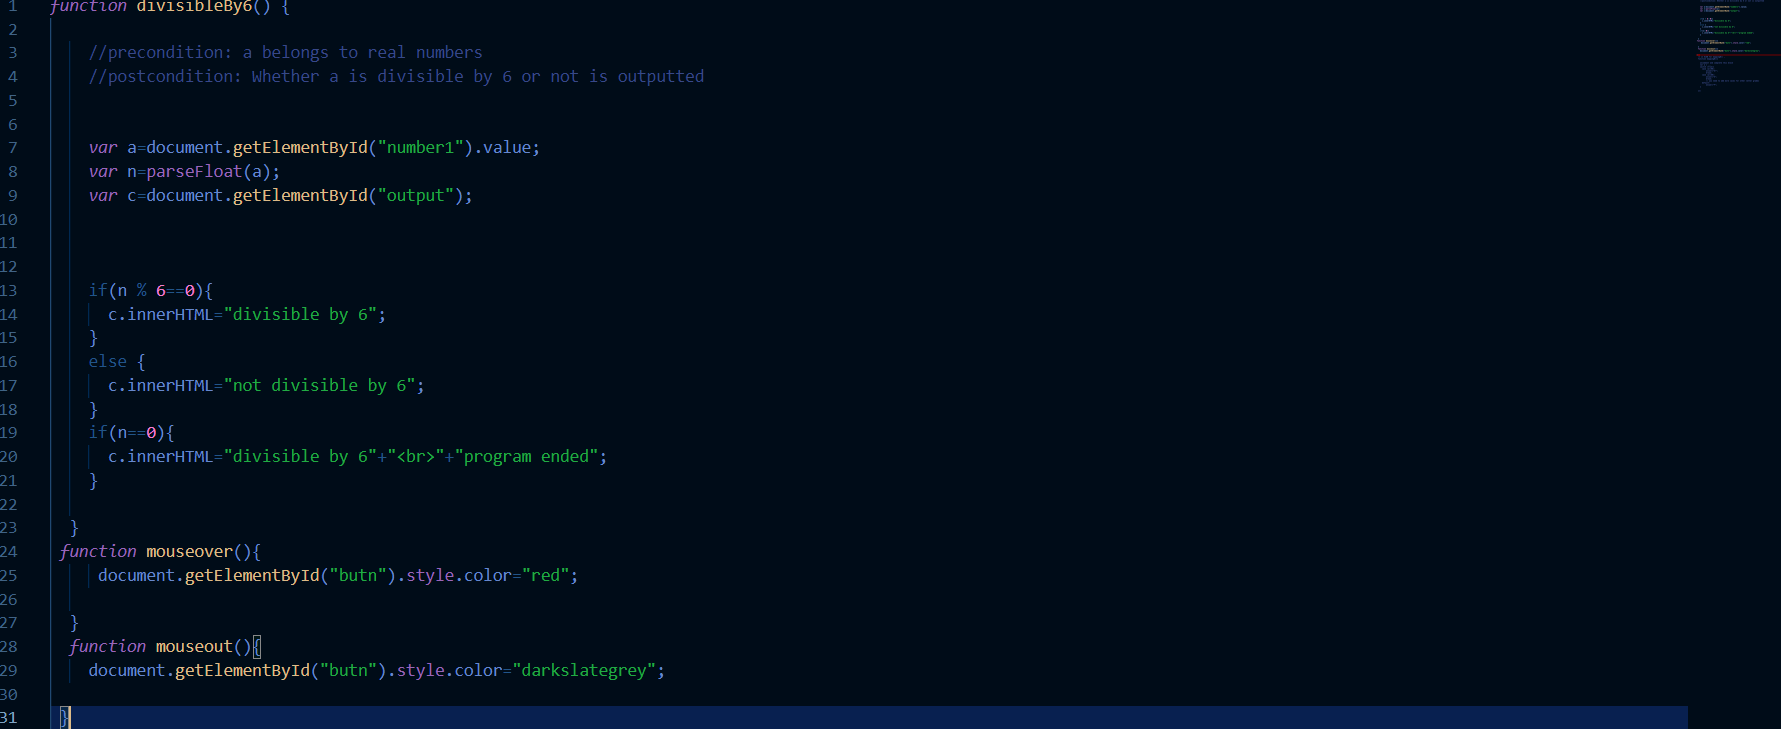 1 function divisibleBy6() {
2
3 //precondition: a belongs to real numbers
4 //postcondition: Whether a is divisible by 6 or not is outputted
5
6
7 var a=document.getElementById("number1").value;
8 var n=parseFloat(a);
9 var c=document.getElementById("output");
10
11
12
13 if(n % 6==0){
14 c.innerHTML="divisible by 6";
15 }
16 else {
17 c.innerHTML="not divisible by 6";
18 }
19 if(n==0){
20 c.innerHTML="divisible by 6"+"<br>"+"program ended";
21 }
22
23 }
24 function mouseover(){
25 document.getElementById("butn").style.color="red";
26
27 }
28 function mouseout(){
29 document.getElementById("butn").style.color="darkslategrey";
30
31 }